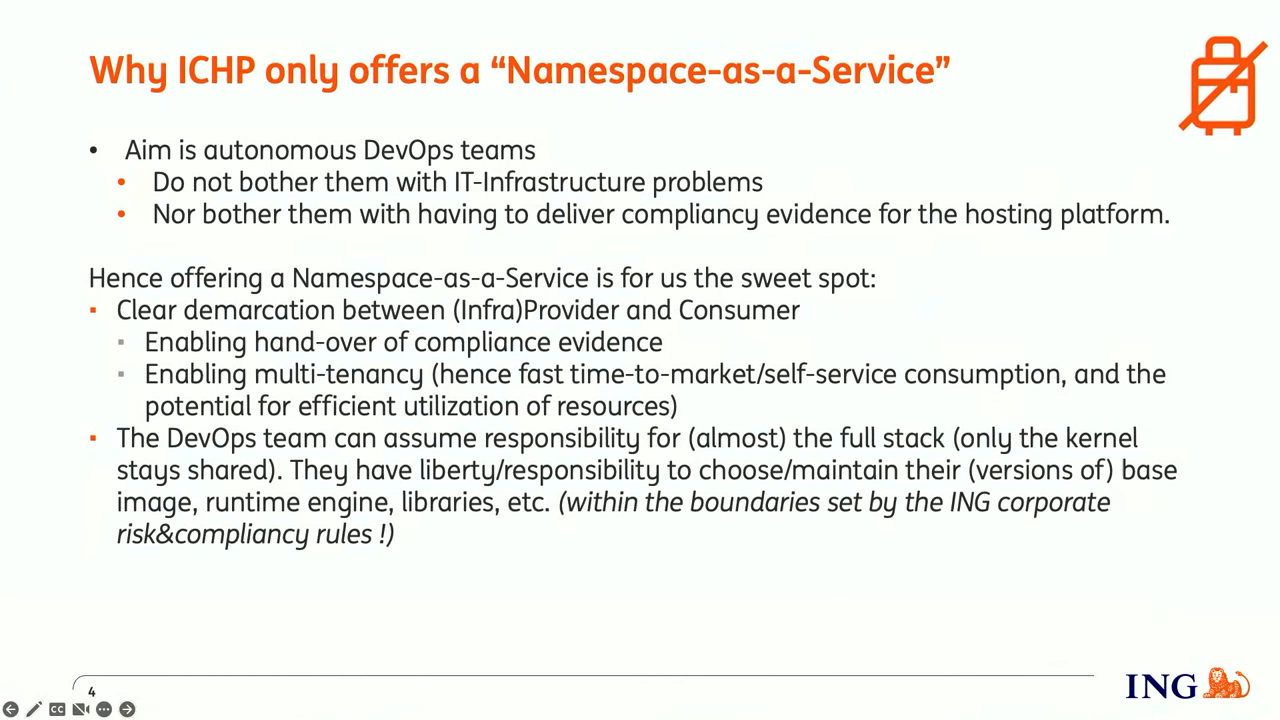 Why ICHP only offers a “Namespace-as-a-Service”
• Aim is autonomous DevOps teams
• Do not bother them with IT-Infrastructure problems
• Nor bother them with having to deliver compliancy evidence for the hosting platform.
Hence offering a Namespace-as-a-Service is for us the sweet spot:
▪ Clear demarcation between (Infra)Provider and Consumer
▪ Enabling hand-over of compliance evidence
▪ Enabling multi-tenancy (hence fast time-to-market/self-service consumption, and the
potential for efficient utilization of resources)
▪ The DevOps team can assume responsibility for (almost) the full stack (only the kernel
stays shared). They have liberty/responsibility to choose/maintain their (versions of) base
image, runtime engine, libraries, etc. (within the boundaries set by the ING corporate
risk&compliancy rules !)
4
CC
ING